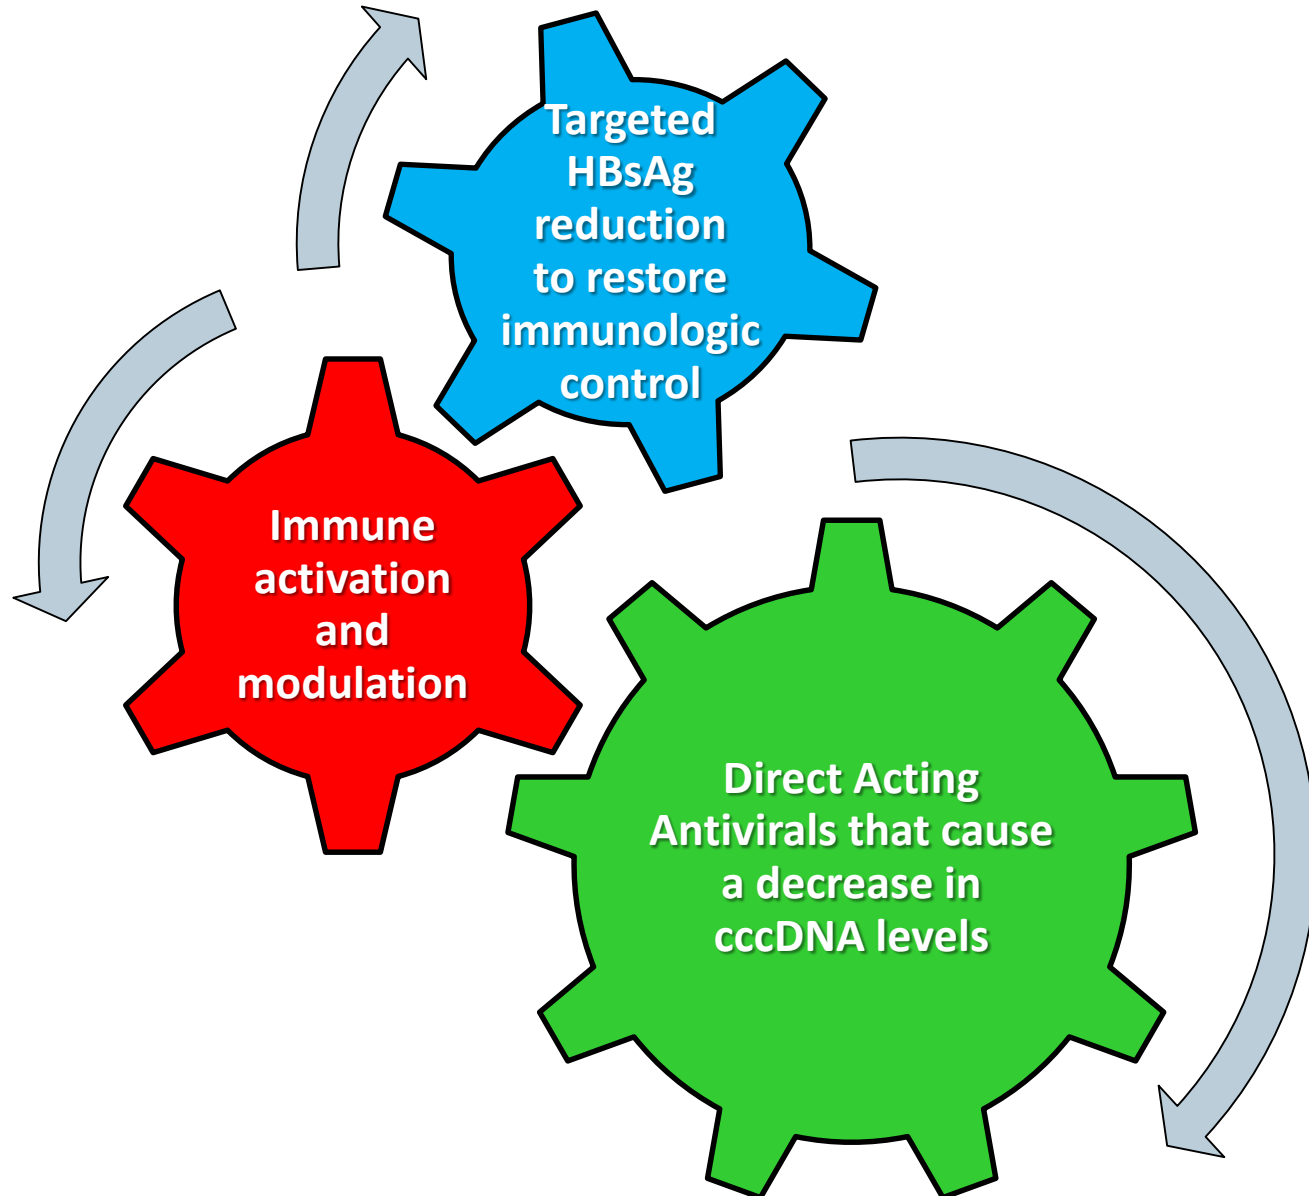 Targeted
HBsAg
reduction
to restore
immunologic
control
Immune
activation
and
modulation
Direct Acting
Antivirals that cause
a decrease in
cccDNA levels